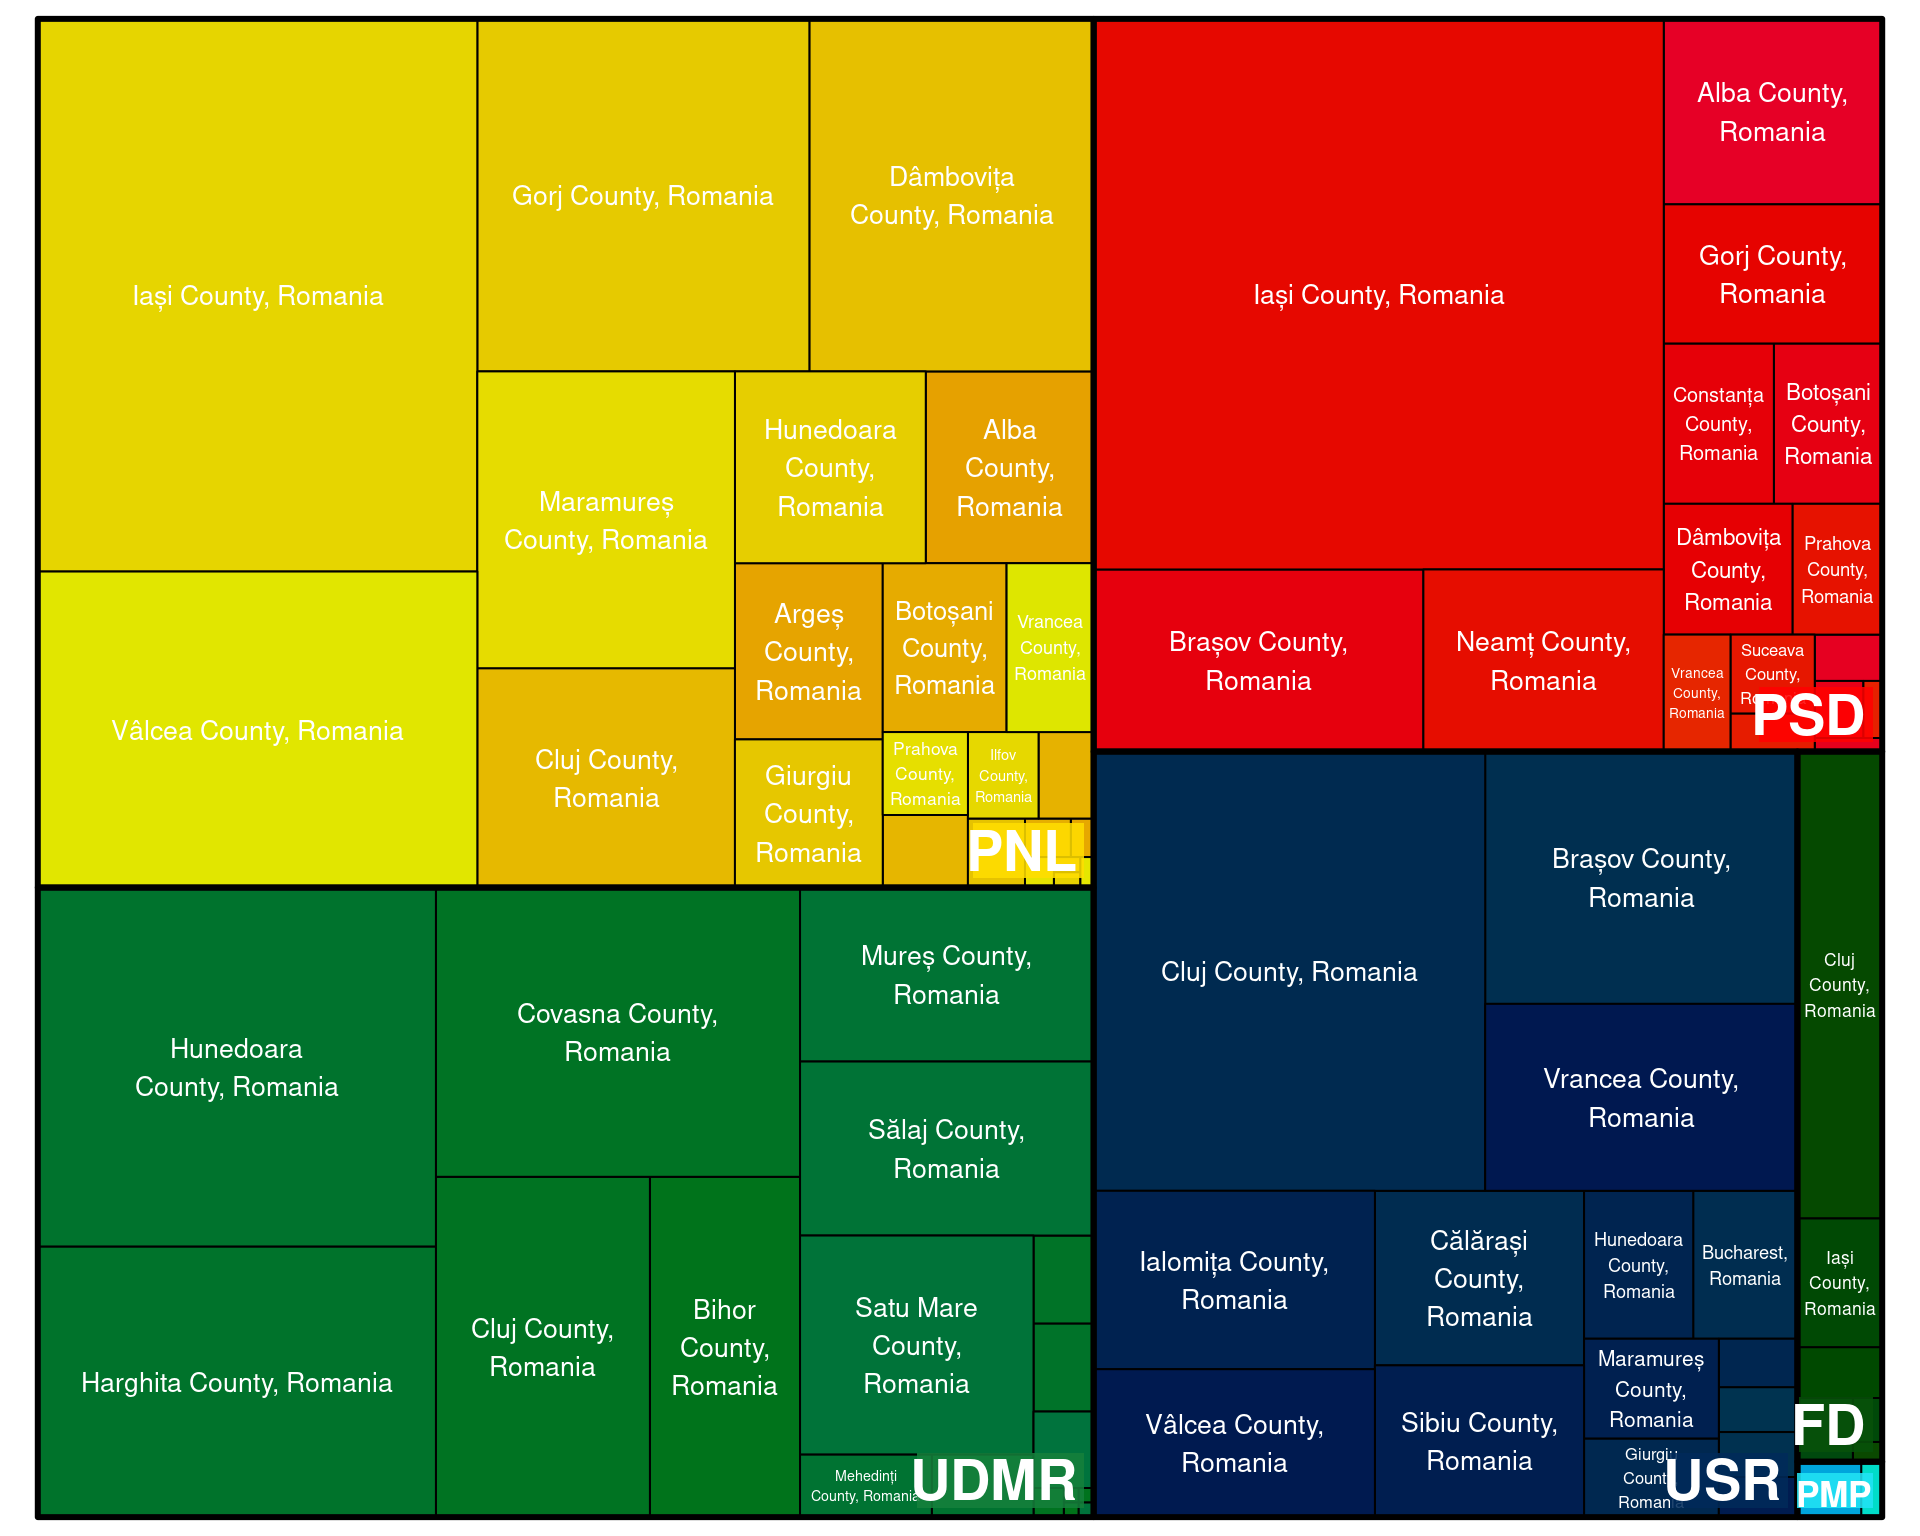 Iași County, Romania
Gorj County, Romania
Dâmbovița
County, Romania
Vâlcea County, Romania
Maramureș
County, Romania
Hunedoara
County,
Romania
Alba
County,
Romania
Cluj County,
Romania
Argeș
County,
Romania
Botoșani
County,
Romania
Vrancea
County,
Romania
Giurgiu
County,
Romania
Prahova
County,
Romania
Ilfov
County,
Romania
PNL
Iași County, Romania
Alba County,
Romania
Gorj County,
Romania
Constanța
County,
Romania
Botoșani
County,
Romania
Dâmbovița
County,
Romania
Prahova
County,
Romania
Brașov County,
Romania
Neamț County,
Romania
Vrancea
County,
Romania
Suceava
County,
PSD
Hunedoara
County, Romania
Harghita County, Romania
Covasna County,
Romania
Cluj County,
Romania
Bihor
County,
Romania
Mureș County,
Romania
Sălaj County,
Romania
Satu Mare
County,
Romania
Mehedinți
County, Romania
UDMR
Cluj County, Romania
Brașov County,
Romania
Vrancea County,
Romania
Ialomița County,
Romania
Vâlcea County,
Romania
Călărași
County,
Romania
Sibiu County,
Romania
Hunedoara
County,
Romania
Bucharest,
Romania
Maramureș
County,
Romania
Giurgiu
County,
Romania
USR
Cluj
County,
Romania
Iași
County,
Romania
FD
PMP